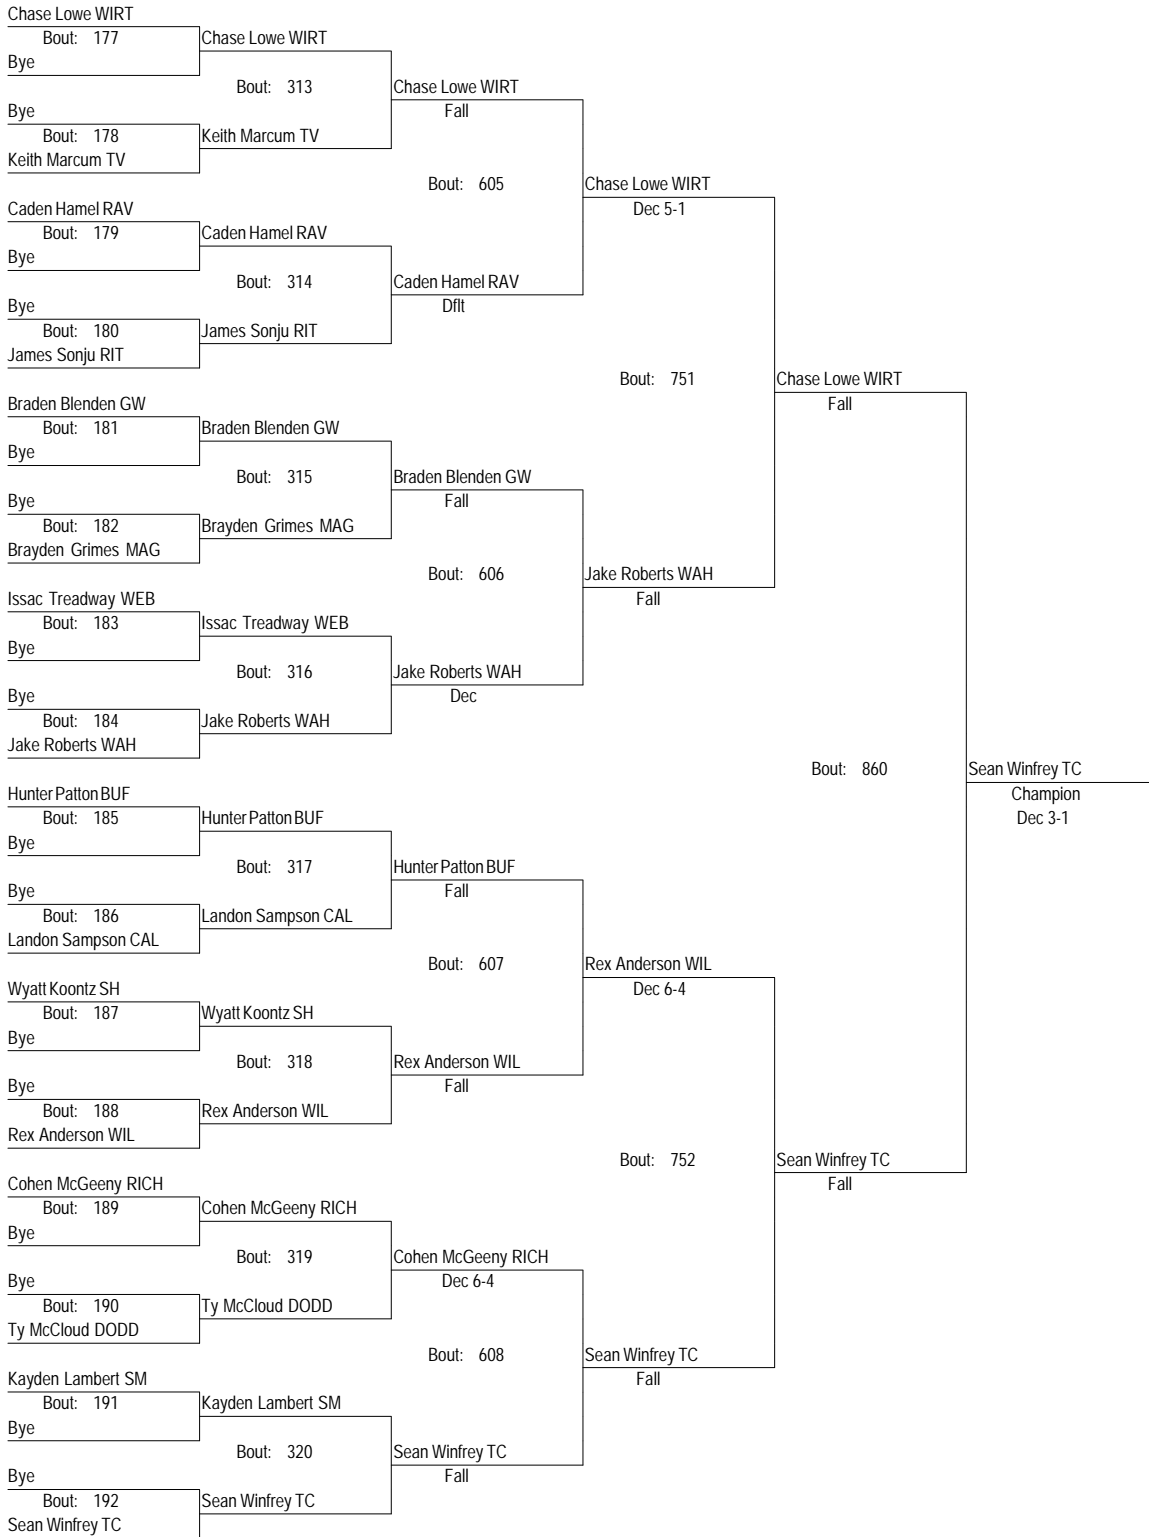 Chase Lowe WIRT
Bout: 177
Bye
Bye
Bout: 178
Keith Marcum TV
Caden Hamel RAV
Bout: 179
Bye
Bye
Bout: 180
James Sonju RIT
Braden Blenden GW
Bout: 181
Bye
Bye
Bout: 182
Brayden Grimes MAG
Issac Treadway WEB
Bout: 183
Bye
Bye
Bout: 184
Jake Roberts WAH
Hunter Patton BUF
Bout: 185
Bye
Bye
Bout: 186
Landon Sampson CAL
Wyatt Koontz SH
Bout: 187
Bye
Bye
Bout: 188
Rex Anderson WIL
Cohen McGeeny RICH
Bout: 189
Bye
Bye
Bout: 190
Ty McCloud DODD
Kayden Lambert SM
Bout: 191
Bye
Bye
Bout: 192
Sean Winfrey TC
Chase Lowe WIRT
Bout: 313
Keith Marcum TV
Caden Hamel RAV
Bout: 314
James Sonju RIT
Braden Blenden GW
Bout: 315
Brayden Grimes MAG
Issac Treadway WEB
Bout: 316
Jake Roberts WAH
Hunter Patton BUF
Bout: 317
Landon Sampson CAL
Wyatt Koontz SH
Bout: 318
Rex Anderson WIL
Cohen McGeeny RICH
Bout: 319
Ty McCloud DODD
Kayden Lambert SM
Bout: 320
Sean Winfrey TC
Chase Lowe WIRT
Fall
Bout: 605
Caden Hamel RAV
Dflt
Braden Blenden GW
Fall
Bout: 606
Jake Roberts WAH
Dec
Hunter Patton BUF
Fall
Bout: 607
Rex Anderson WIL
Fall
Cohen McGeeny RICH
Dec 6-4
Bout: 608
Sean Winfrey TC
Fall
Chase Lowe WIRT
Dec 5-1
Bout: 751
Jake Roberts WAH
Fall
Rex Anderson WIL
Dec 6-4
Bout: 752
Sean Winfrey TC
Fall
Chase Lowe WIRT
Fall
Bout: 860
Sean Winfrey TC
Fall
Sean Winfrey TC
Champion
Dec 3-1